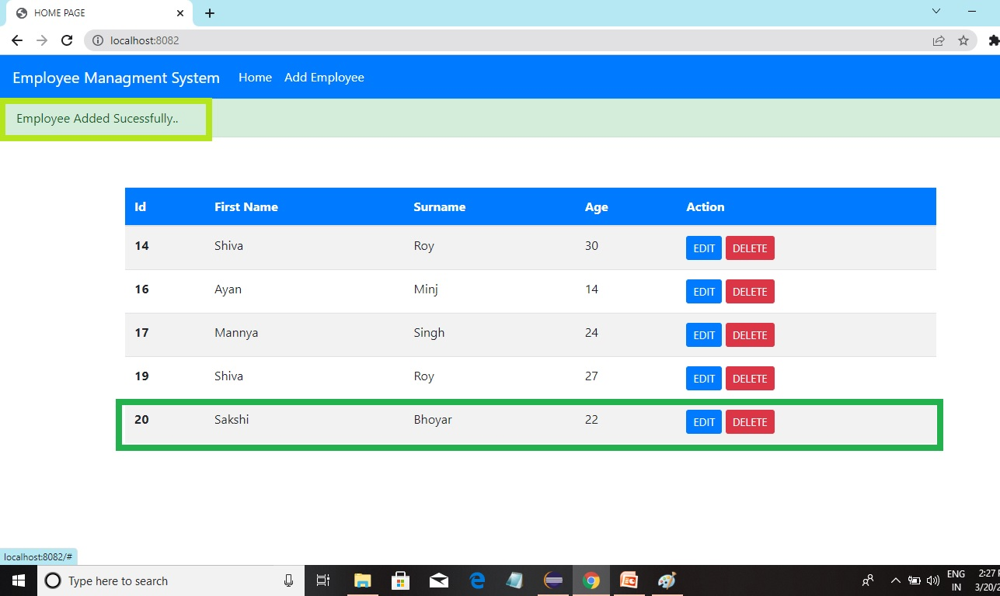 HOME PAGE
localhost:8082
Employee Managment System Home Add Employee
Employee Added Sucessfully..
Id First Name Surname Age Action
14 Shiva Roy 30 EDIT DELETE
16 Ayan Minj 14 EDIT DELETE
17 Mannya Singh 24 EDIT DELETE
19 Shiva Roy 27 EDIT DELETE
20 Sakshi Bhoyar 22 EDIT DELETE
localhost:8082/#
Type here to search
ENG 2:27
IN 3/20/